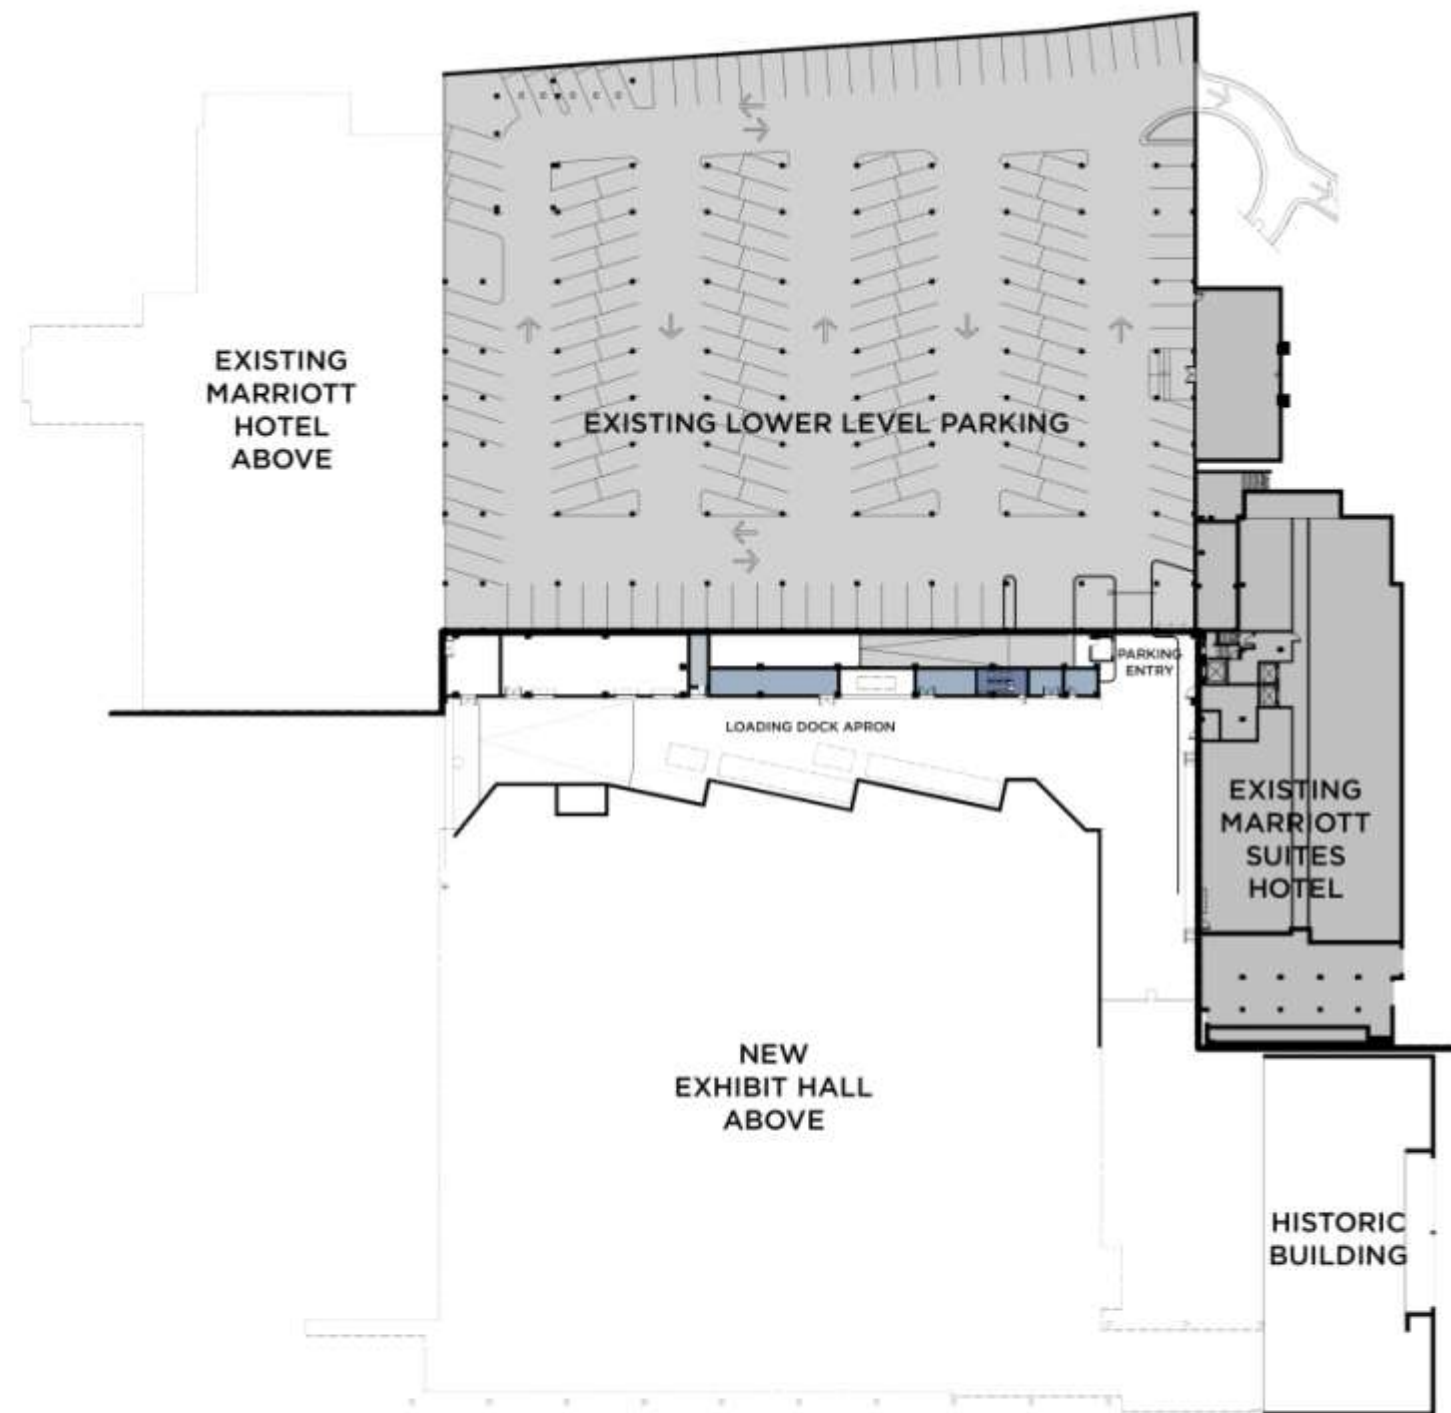 EXISTING
MARRIOTT
HOTEL
ABOVE
EXISTING LOWER LEVEL PARKING
PARKING
ENTRY
LOADING DOCK APRON
EXISTING
MARRIOTT
SUITES
HOTEL
NEW
EXHIBIT HALL
ABOVE
HISTORIC
BUILDING